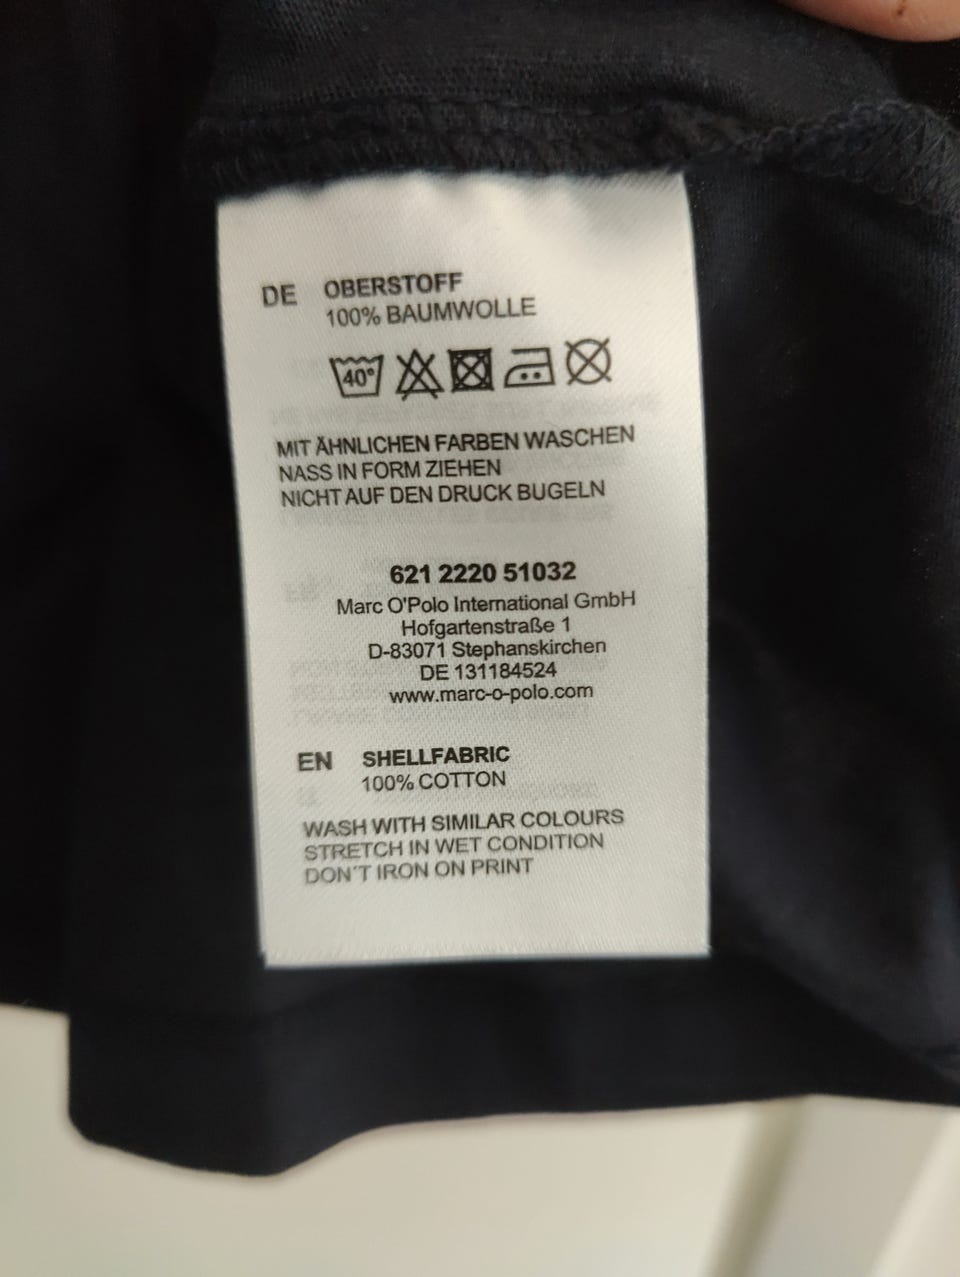 DE OBERSTOFF
100% BAUMWOLLE
40°
MIT ÄHNLICHEN FARBEN WASCHEN
NASS IN FORM ZIEHEN
NICHT AUF DEN DRUCK BUGELN
621 2220 51032
Marc O'Polo International GmbH
Hofgartenstraße 1
D-83071 Stephanskirchen
DE 131184524
www.marc-o-polo.com
EN SHELLFABRIC
100% COTTON
WASH WITH SIMILAR COLOURS
STRETCH IN WET CONDITION
DON´T IRON ON PRINT